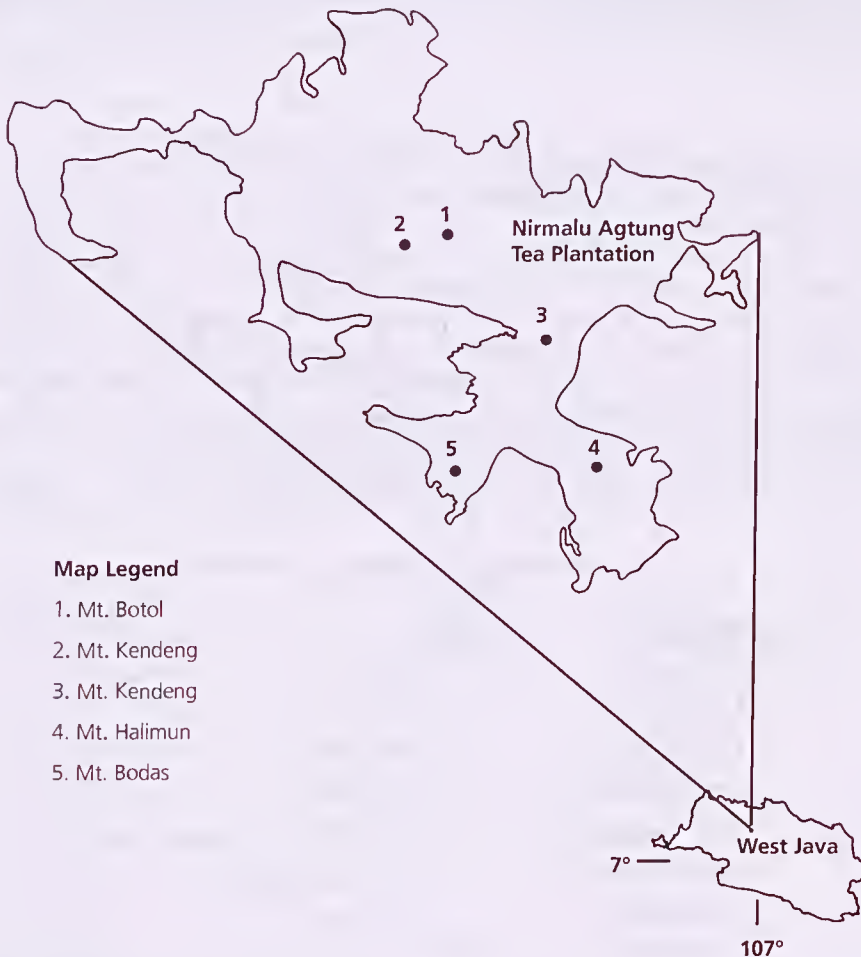 2
1
Nirmalu Agtung
Tea Plantation
3
5
4
Map Legend
1. Mt. Botol
2. Mt. Kendeng
3. Mt. Kendeng
4. Mt. Halimun
5. Mt. Bodas
West Java
7°
107°